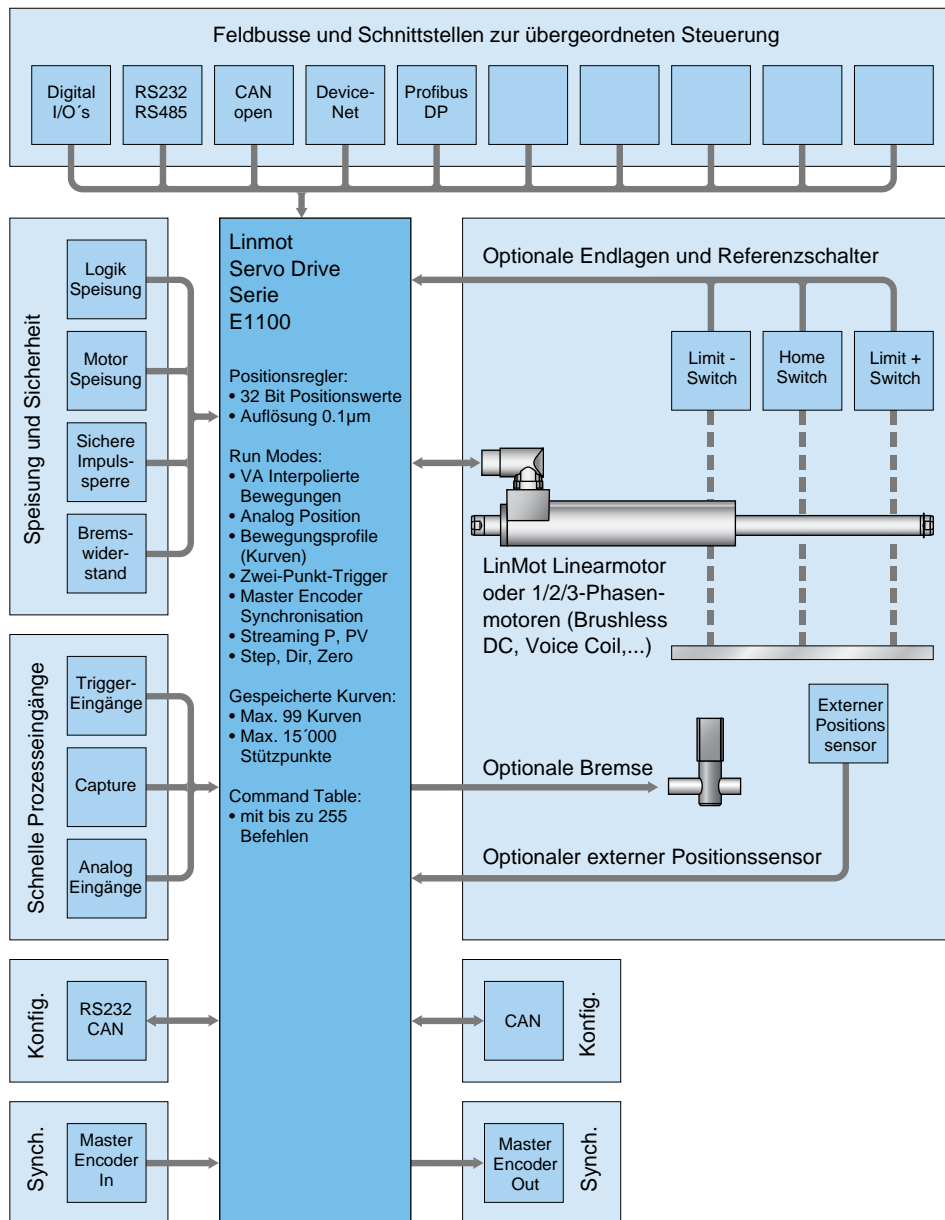 Feldbusse und Schnittstellen zur übergeordneten Steuerung
Digital
I/O´s
RS232
RS485
CAN
open
Device-
Net
Profibus
DP
Speisung und Sicherheit
Logik
Speisung
Motor
Speisung
Sichere
Impuls-
sperre
Brems-
wider-
stand
Schnelle Prozesseingänge
Trigger-
Eingänge
Capture
Analog
Eingänge
Konfig.
RS232
CAN
Synch.
Master
Encoder
In
Linmot
Servo Drive
Serie
E1100
Positionsregler:
• 32 Bit Positionswerte
• Auflösung 0.1µm
Run Modes:
• VA Interpolierte
Bewegungen
• Analog Position
• Bewegungsprofile
(Kurven)
• Zwei-Punkt-Trigger
• Master Encoder
Synchronisation
• Streaming P, PV
• Step, Dir, Zero
Gespeicherte Kurven:
• Max. 99 Kurven
• Max. 15´000
Stützpunkte
Command Table:
• mit bis zu 255
Befehlen
Optionale Endlagen und Referenzschalter
Limit -
Switch
Home
Switch
Limit +
Switch
LinMot Linearmotor
oder 1/2/3-Phasen-
motoren (Brushless
DC, Voice Coil,...)
Externer
Positions
sensor
Optionale Bremse
Optionaler externer Positionssensor
CAN
Konfig.
Master
Encoder
Out
Synch.